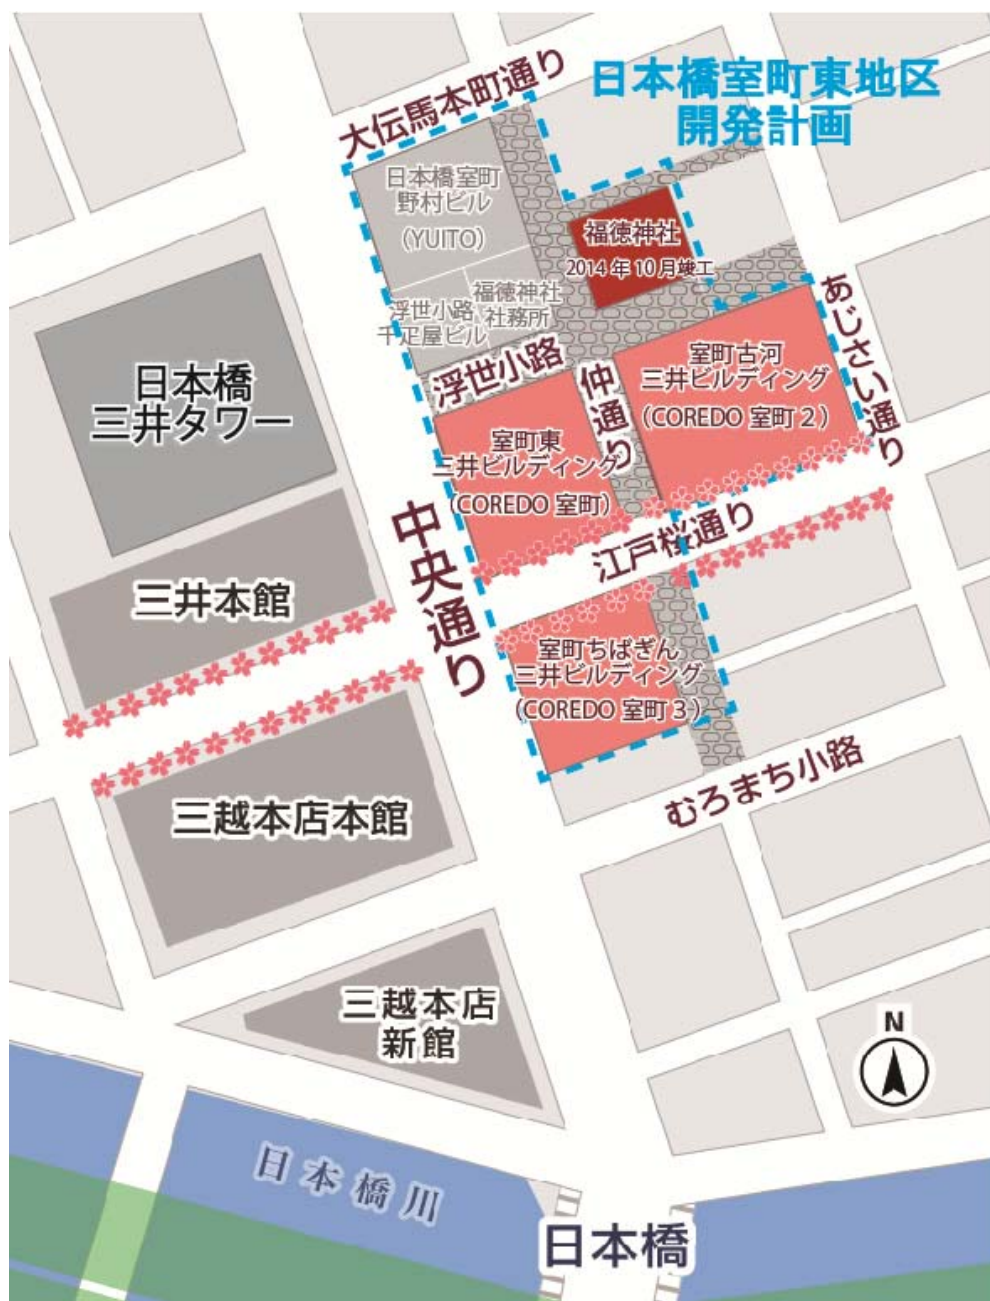 大伝馬本町通り
日本橋室町東地区
開発計画
日本橋室町
野村ビル
(YUITO)
福徳神社
2014年10月竣工
福徳神社
社務所
浮世小路
千疋屋ビル
あじさい通り
浮世小路
仲通り
室町古河
三井ビルディング
(COREDO 室町2)
日本橋
三井タワー
室町東
三井ビルディング
(COREDO 室町)
中央通り
江戸桜通り
三井本館
室町ちばぎん
三井ビルディング
(COREDO 室町3)
むろまち小路
三越本店本館
三越本店
新館
N
日本橋川
日本橋